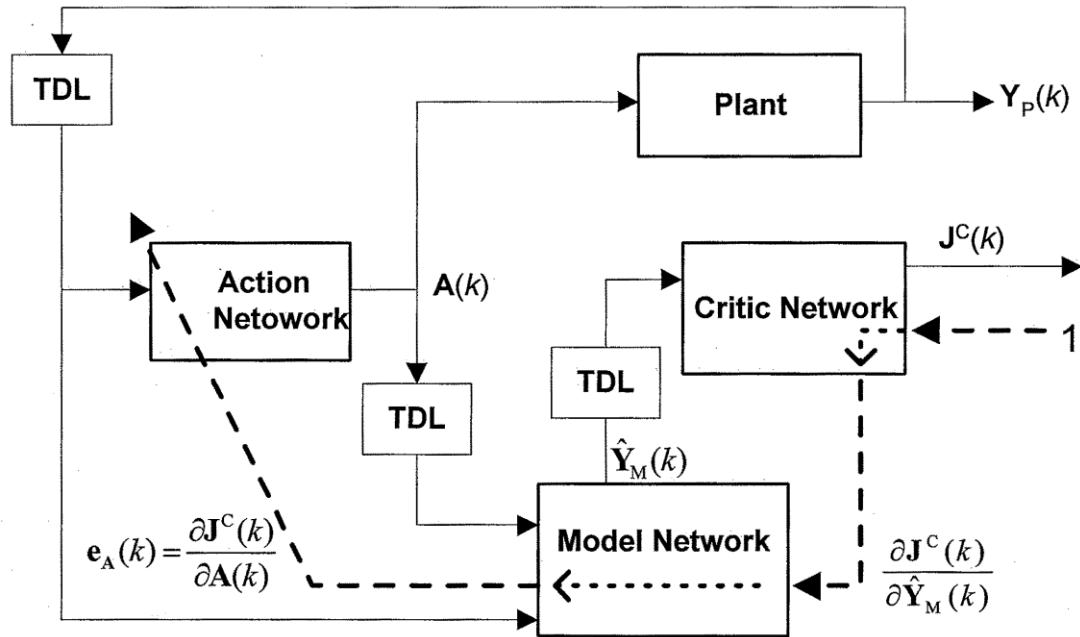 TDL
Plant
Y_P(k)
J^C(k)
Action
Netowork
A(k)
Critic Network
1
TDL
TDL
Ŷ_M(k)
Model Network
e_A(k) = ∂J^C(k) / ∂A(k)
∂J^C(k) / ∂Ŷ_M(k)